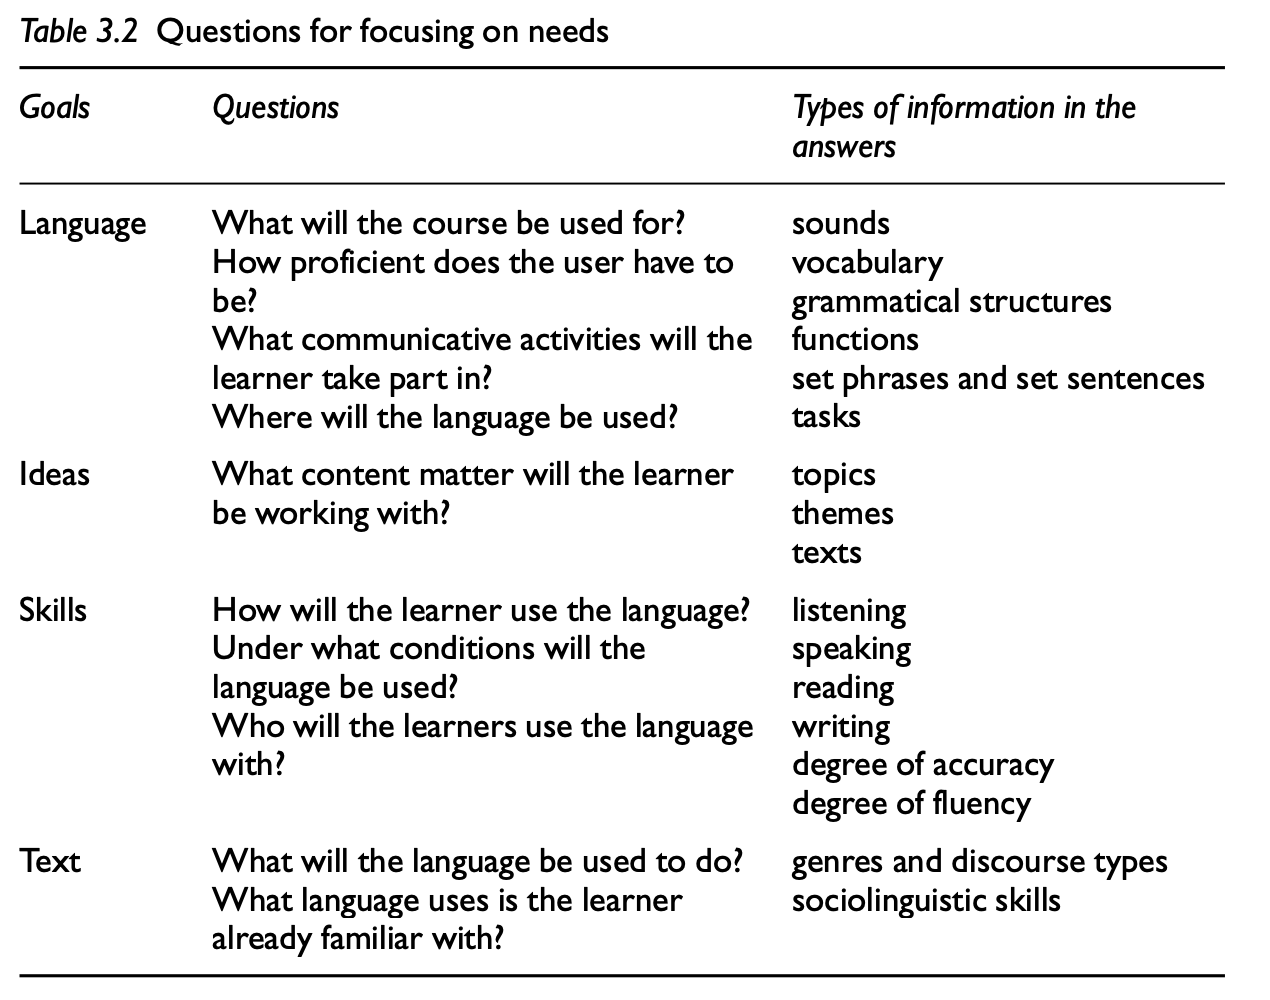 Table 3.2 Questions for focusing on needs
Goals Questions Types of information in the
answers
Language What will the course be used for? sounds
How proficient does the user have to vocabulary
be? grammatical structures
What communicative activities will the functions
learner take part in? set phrases and set sentences
Where will the language be used? tasks
Ideas What content matter will the learner topics
be working with? themes
texts
Skills How will the learner use the language? listening
Under what conditions will the speaking
language be used? reading
Who will the learners use the language writing
with? degree of accuracy
degree of fluency
Text What will the language be used to do? genres and discourse types
What language uses is the learner sociolinguistic skills
already familiar with?